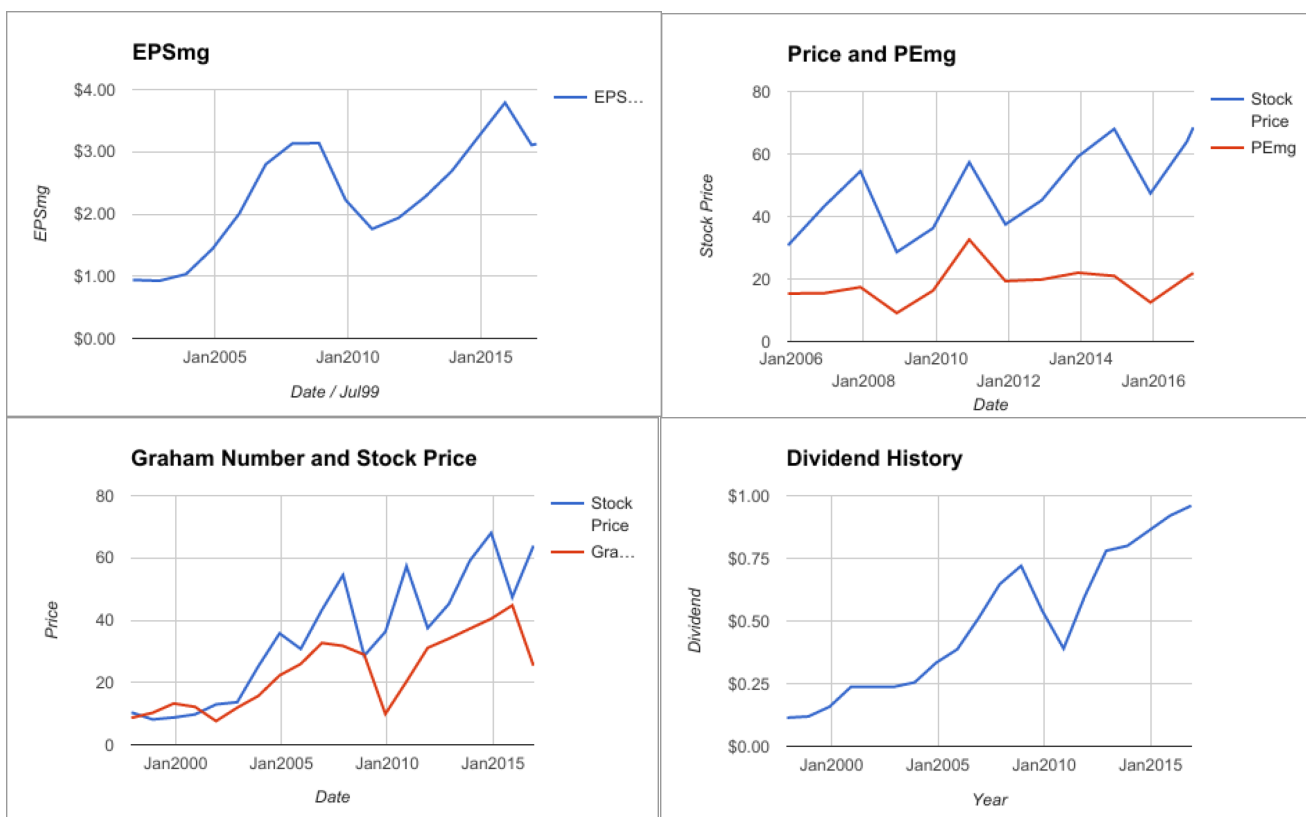 EPSmg
$4.00
$3.00
$2.00
$1.00
$0.00
EPSmg
Jan2005
Jan2010
Jan2015
Date / Jul99
EPS…
Price and PEmg
80
60
40
20
0
Stock Price
Jan2006
Jan2008
Jan2010
Jan2012
Jan2014
Jan2016
Date
Stock
Price
PEmg
Graham Number and Stock Price
80
60
40
20
0
Price
Jan2000
Jan2005
Jan2010
Jan2015
Date
Stock
Price
Gra…
Dividend History
$1.00
$0.75
$0.50
$0.25
$0.00
Dividend
Jan2000
Jan2005
Jan2010
Jan2015
Year